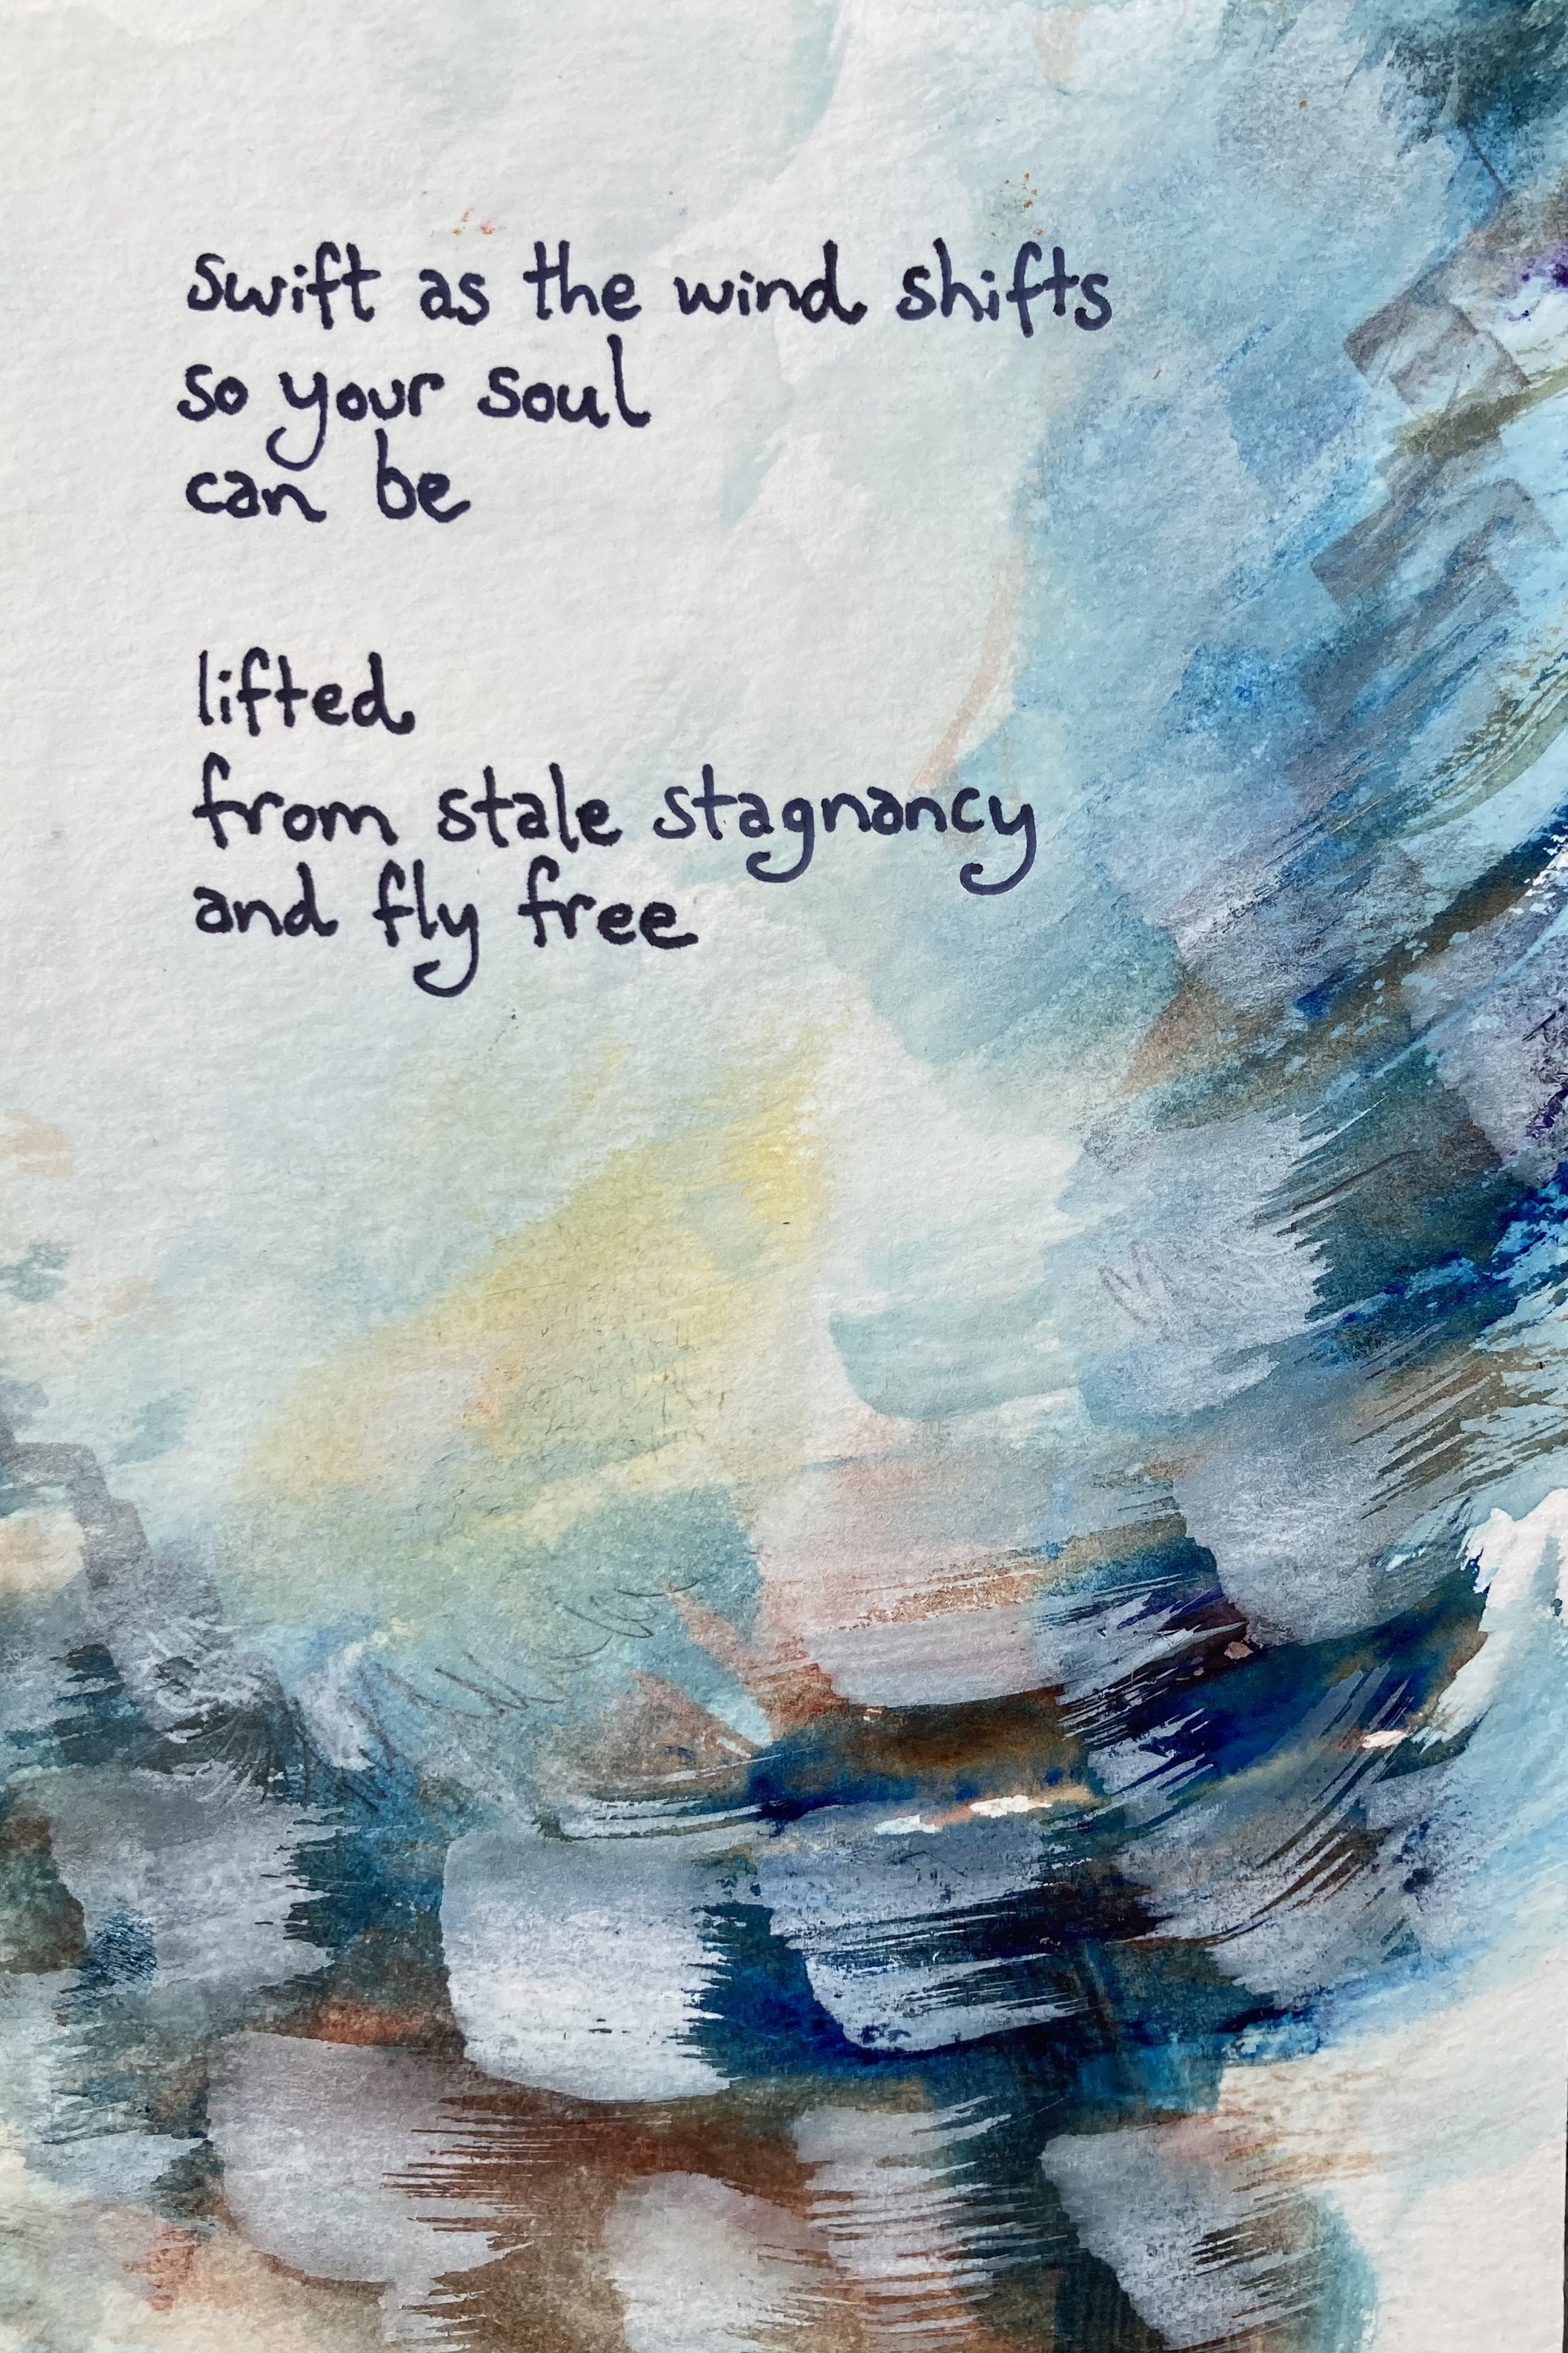 swift as the wind shifts
so your soul
can be
lifted
from stale stagnancy
and fly free